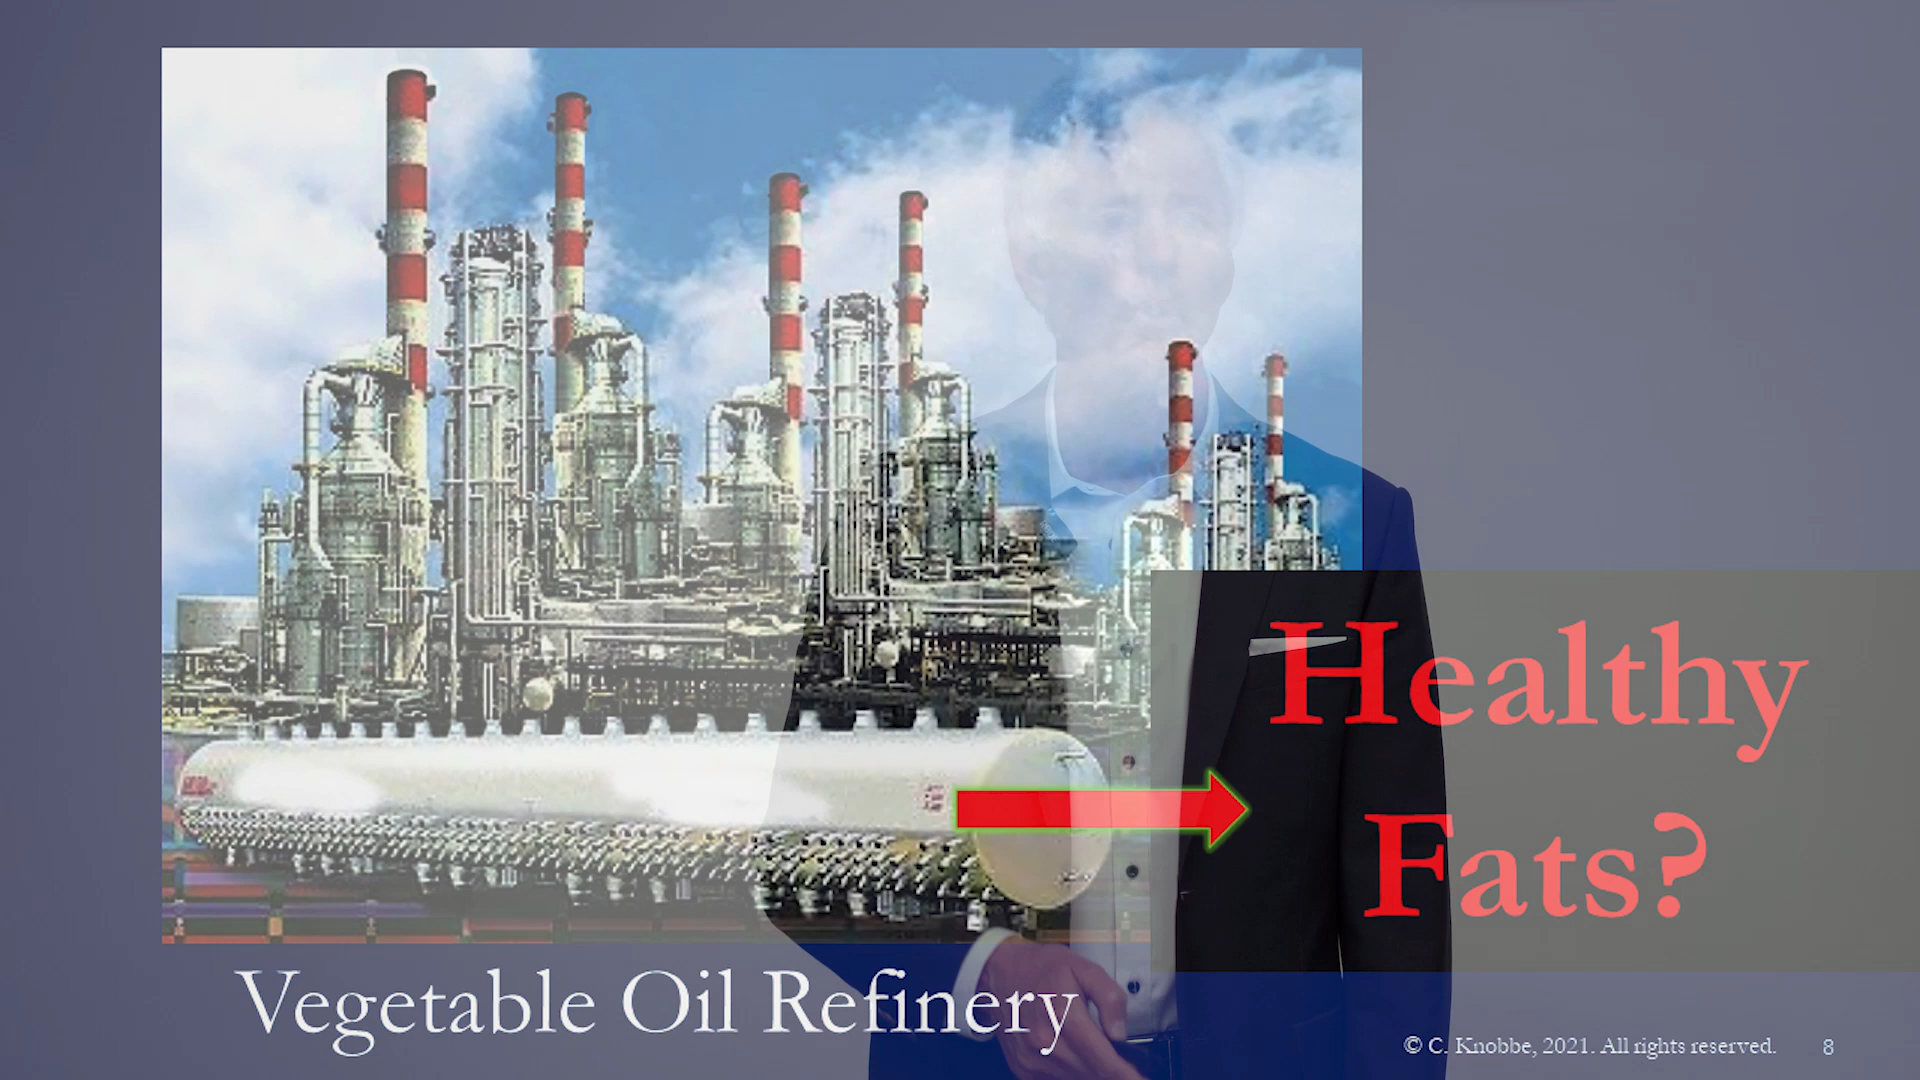 Healthy
Fats?
Vegetable Oil Refinery
© C. Knobbe, 2021. All rights reserved.
8